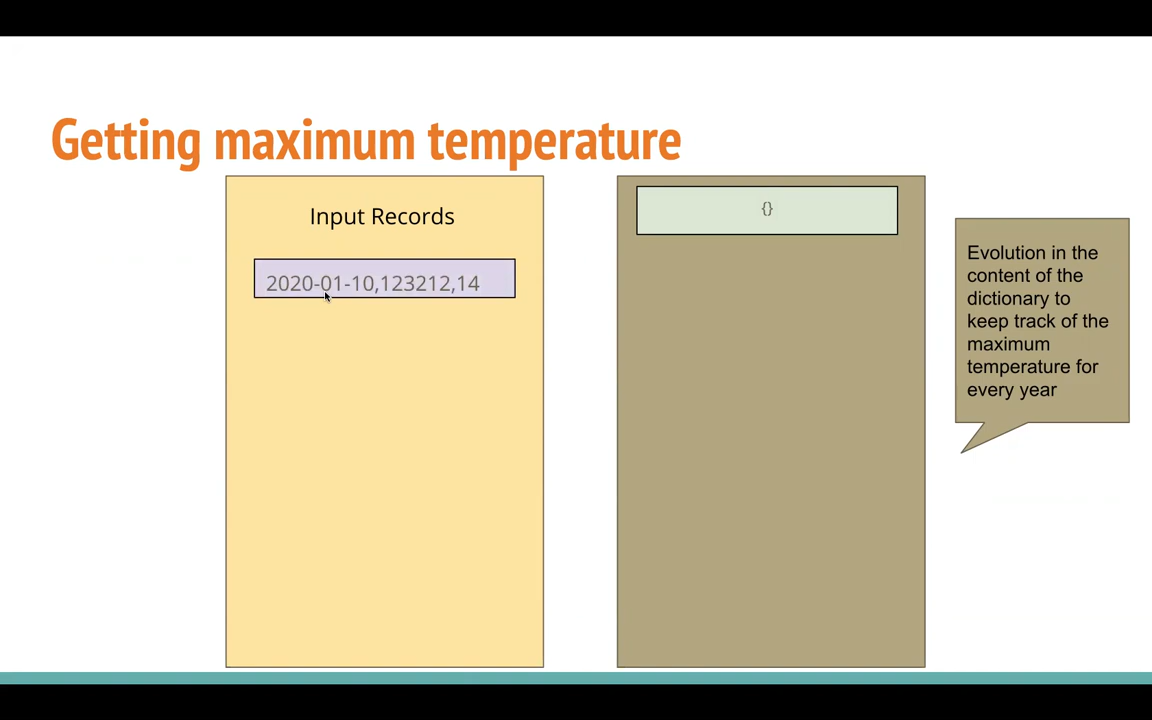 Getting maximum temperature
Input Records
2020-01-10,123212,14
{}
Evolution in the
content of the
dictionary to
keep track of the
maximum
temperature for
every year